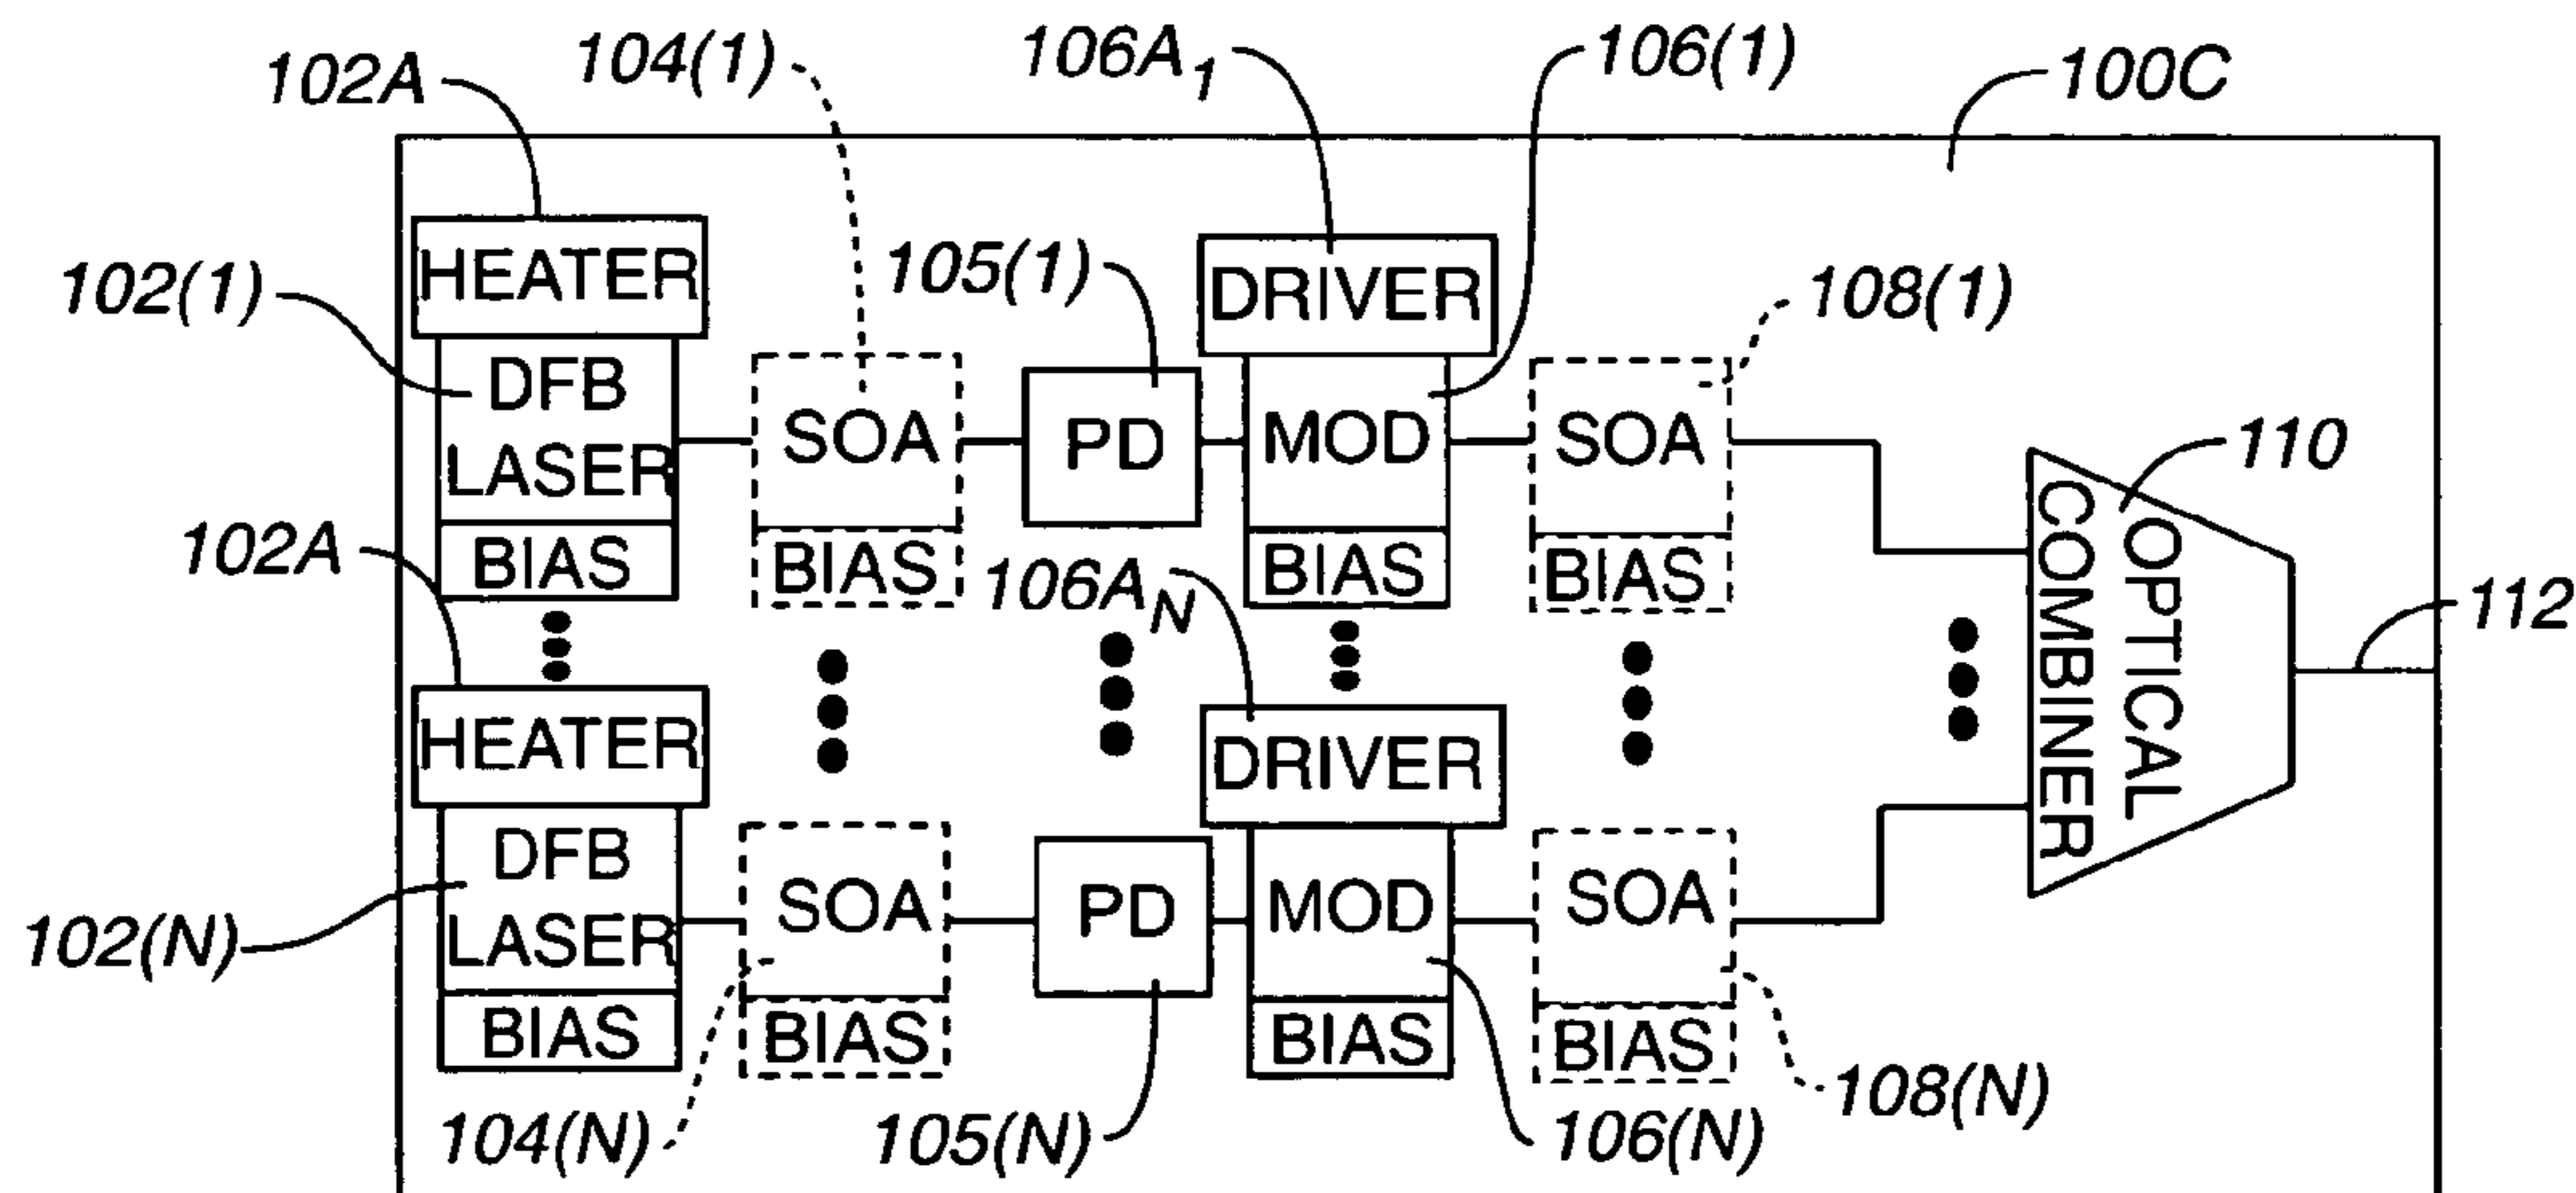 102A
104(1)
106A1
106(1)
100C
HEATER
102(1)
105(1)
DRIVER
108(1)
DFB
LASER
SOA
PD
MOD
SOA
110
OPTICAL
COMBINER
102A
BIAS
BIAS
106AN
BIAS
BIAS
112
HEATER
DRIVER
DFB
LASER
SOA
PD
MOD
SOA
102(N)
BIAS
BIAS
BIAS
BIAS
104(N)
105(N)
106(N)
108(N)